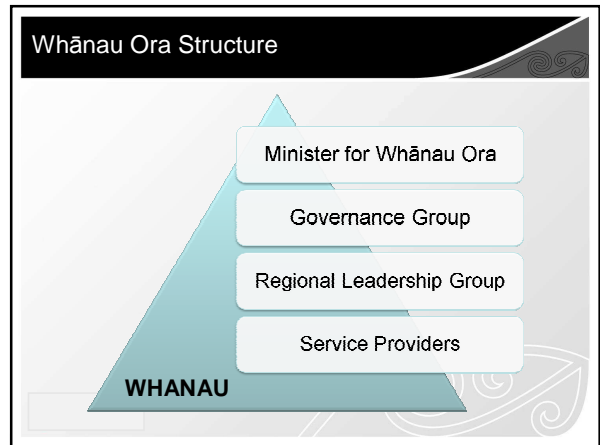 Whānau Ora Structure
Minister for Whānau Ora
Governance Group
Regional Leadership Group
Service Providers
WHANAU